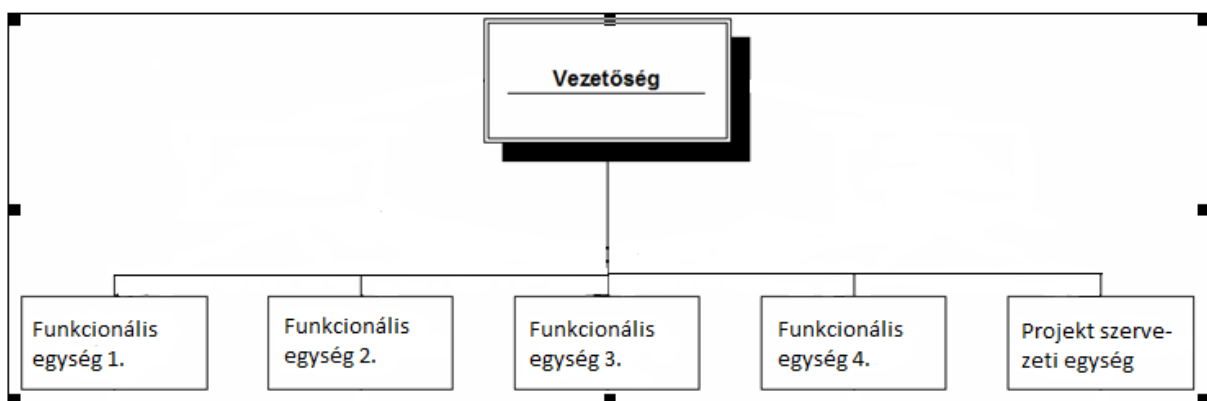 Vezetőség
Funkcionális
egység 1.
Funkcionális
egység 2.
Funkcionális
egység 3.
Funkcionális
egység 4.
Projekt szerve-
zeti egység